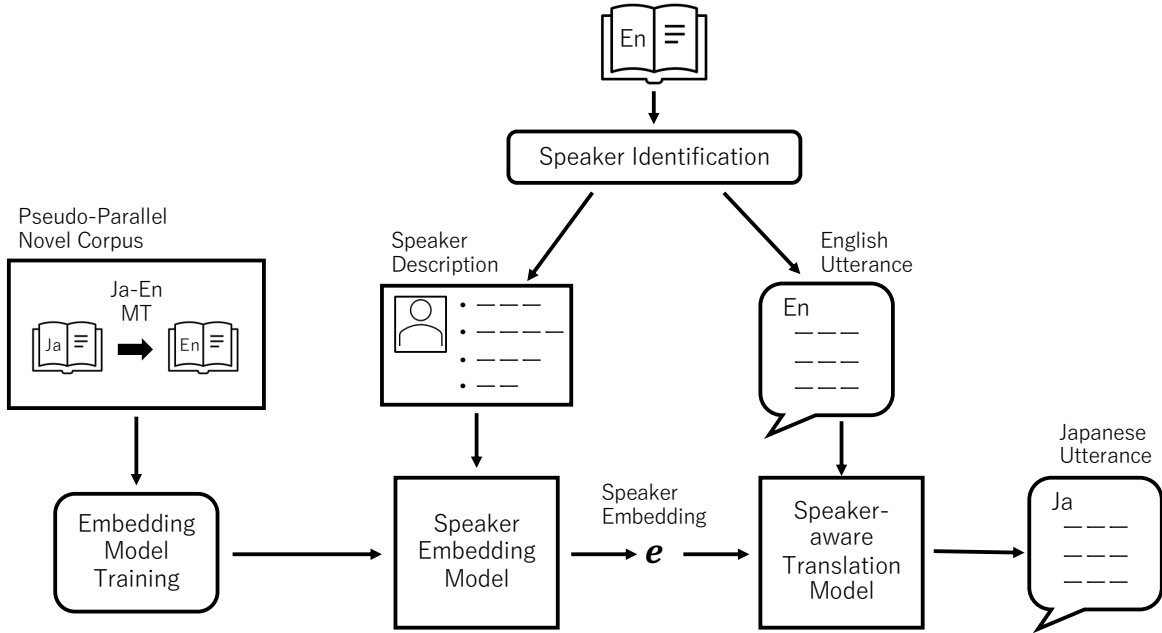 En
Speaker Identification
Pseudo-Parallel
Novel Corpus
Ja-En
MT
Ja
En
Speaker
Description
English
Utterance
En
Embedding
Model
Training
Speaker
Embedding
Model
Speaker
Embedding
e
Speaker-
aware
Translation
Model
Japanese
Utterance
Ja